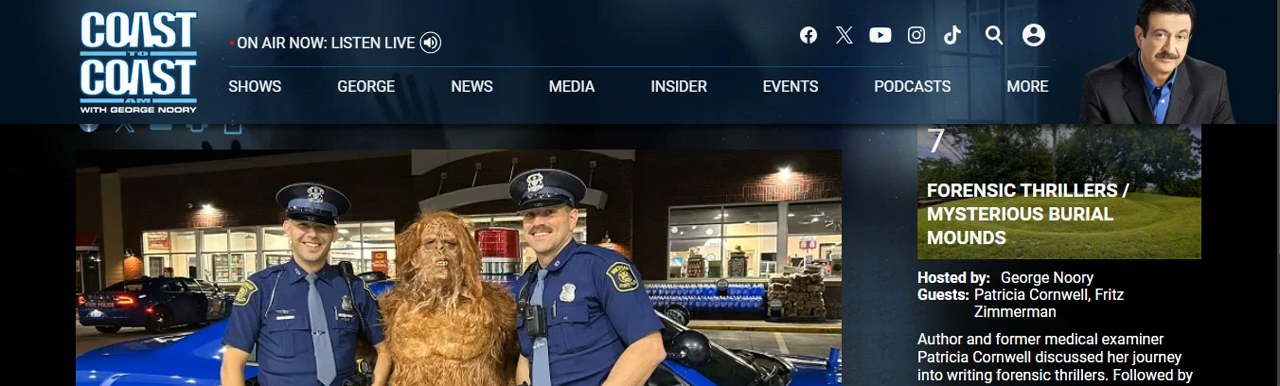 COAST
TO
COAST
AM
WITH GEORGE NOORY
ON AIR NOW: LISTEN LIVE
SHOWS GEORGE NEWS MEDIA INSIDER EVENTS PODCASTS MORE
7
FORENSIC THRILLERS /
MYSTERIOUS BURIAL
MOUNDS
Hosted by: George Noory
Guests: Patricia Cornwell, Fritz
Zimmerman
Author and former medical examiner
Patricia Cornwell discussed her journey
into writing forensic thrillers. Followed by